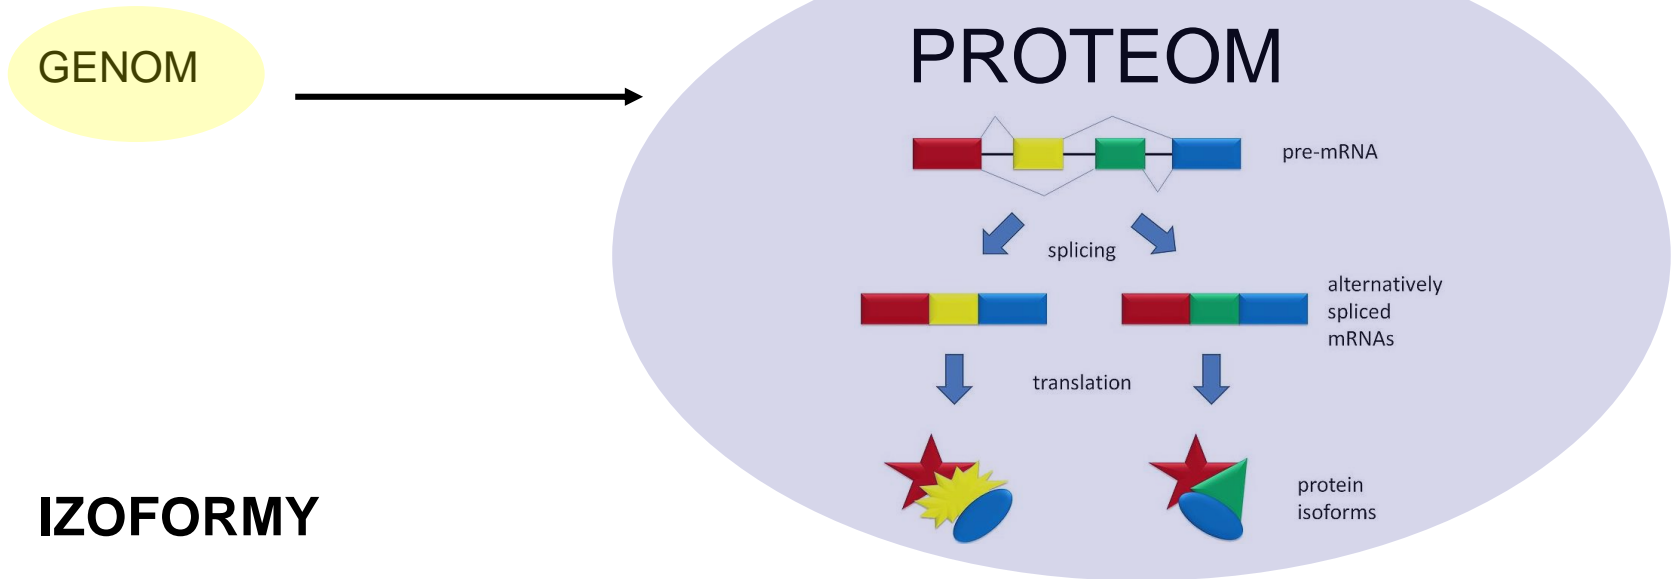 GENOM
PROTEOM
pre-mRNA
splicing
alternatively
spliced
mRNAs
translation
protein
isoforms
IZOFORMY